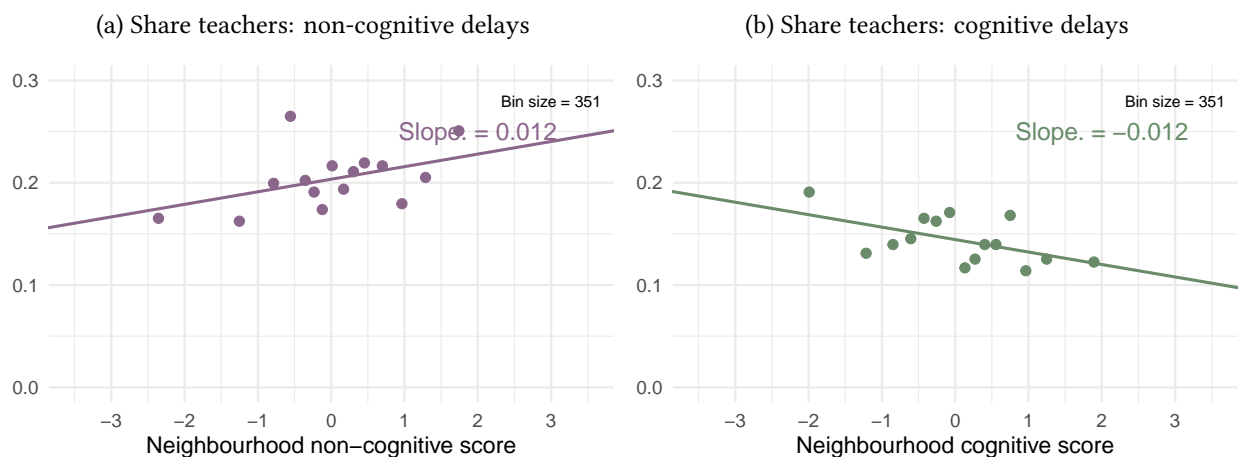 (a) Share teachers: non-cognitive delays
0.3
0.2
0.1
0.0
Bin size = 351
Slope. = 0.012
−3 −2 −1 0 1 2 3
Neighbourhood non−cognitive score
(b) Share teachers: cognitive delays
0.3
0.2
0.1
0.0
Bin size = 351
Slope. = −0.012
−3 −2 −1 0 1 2 3
Neighbourhood cognitive score